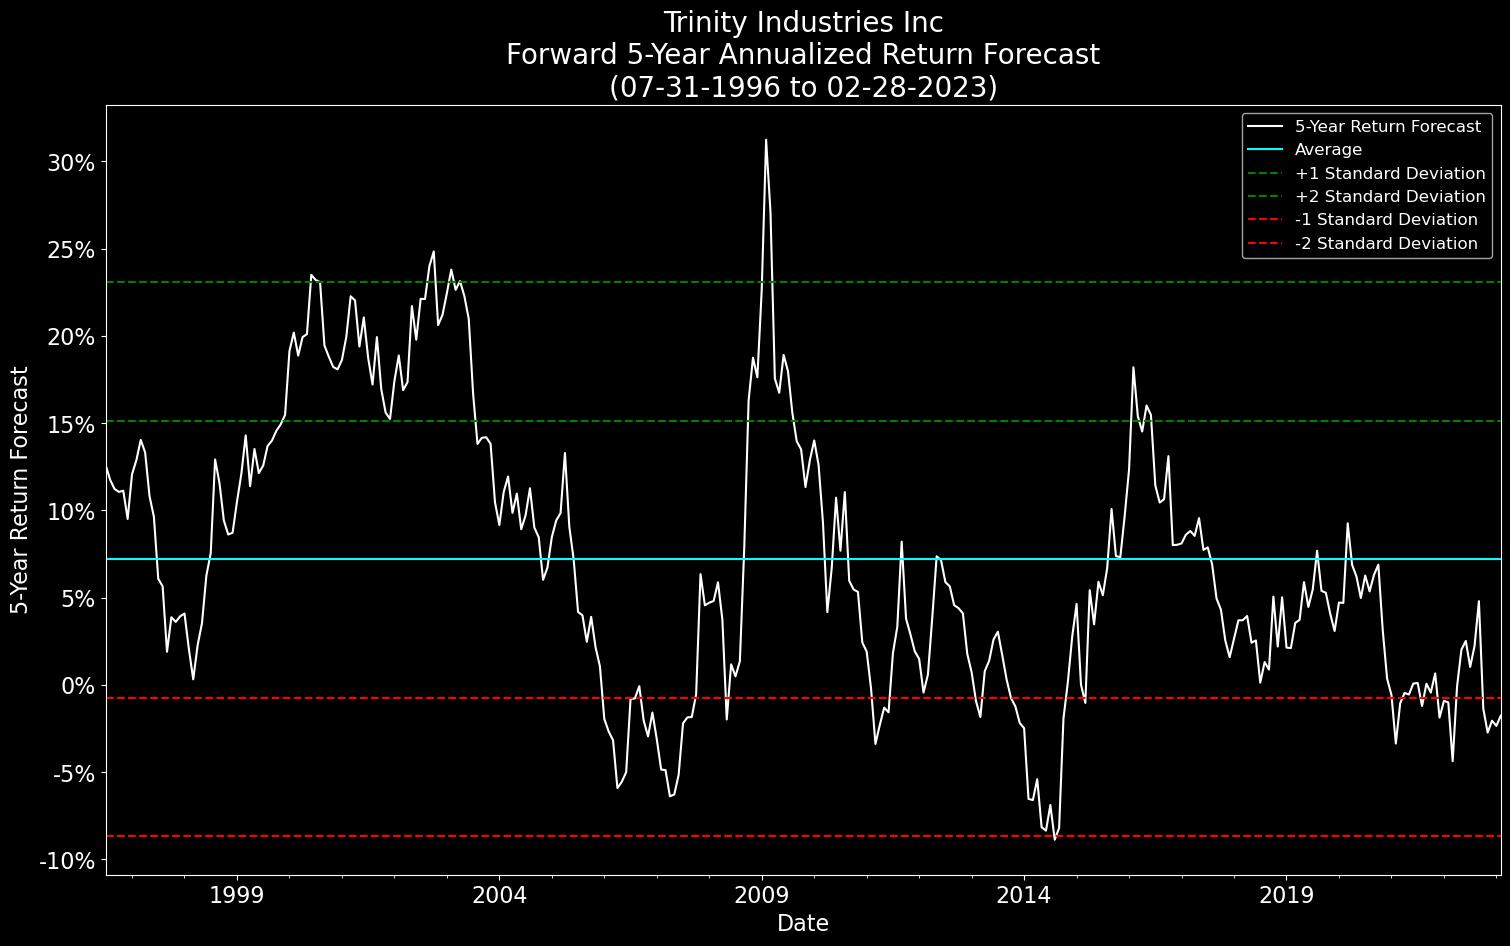 Trinity Industries Inc
Forward 5-Year Annualized Return Forecast
(07-31-1996 to 02-28-2023)
5-Year Return Forecast
Average
+1 Standard Deviation
+2 Standard Deviation
-1 Standard Deviation
-2 Standard Deviation
30%
25%
20%
15%
10%
5%
0%
-5%
-10%
5-Year Return Forecast
1999 2004 2009 2014 2019
Date